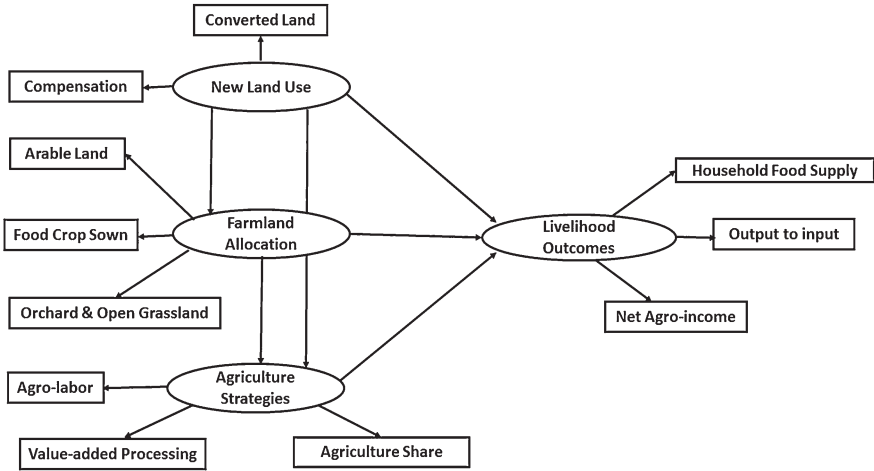 Converted Land
Compensation
New Land Use
Arable Land
Household Food Supply
Food Crop Sown
Farmland
Allocation
Livelihood
Outcomes
Output to input
Orchard & Open Grassland
Net Agro-income
Agro-labor
Agriculture
Strategies
Value-added Processing
Agriculture Share